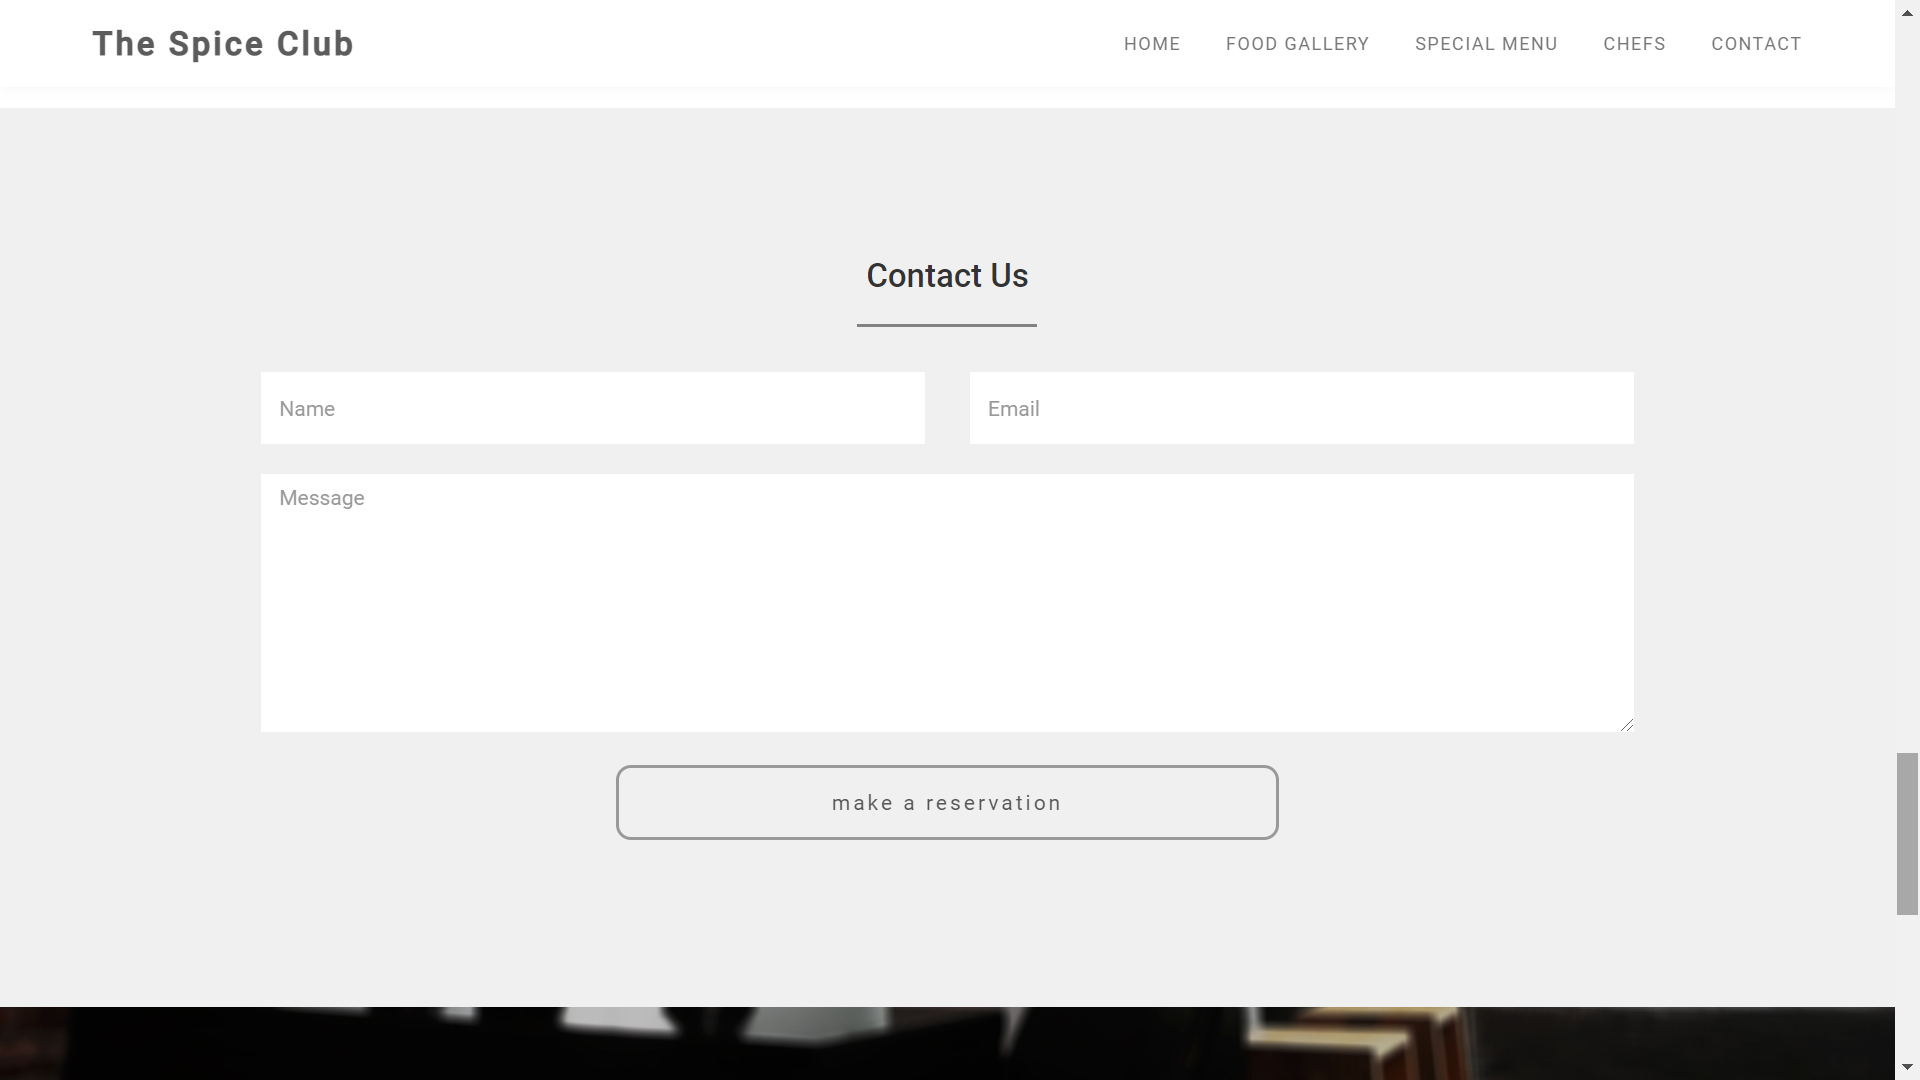 The Spice Club
HOME FOOD GALLERY SPECIAL MENU CHEFS CONTACT
Contact Us
Name Email
Message
make a reservation